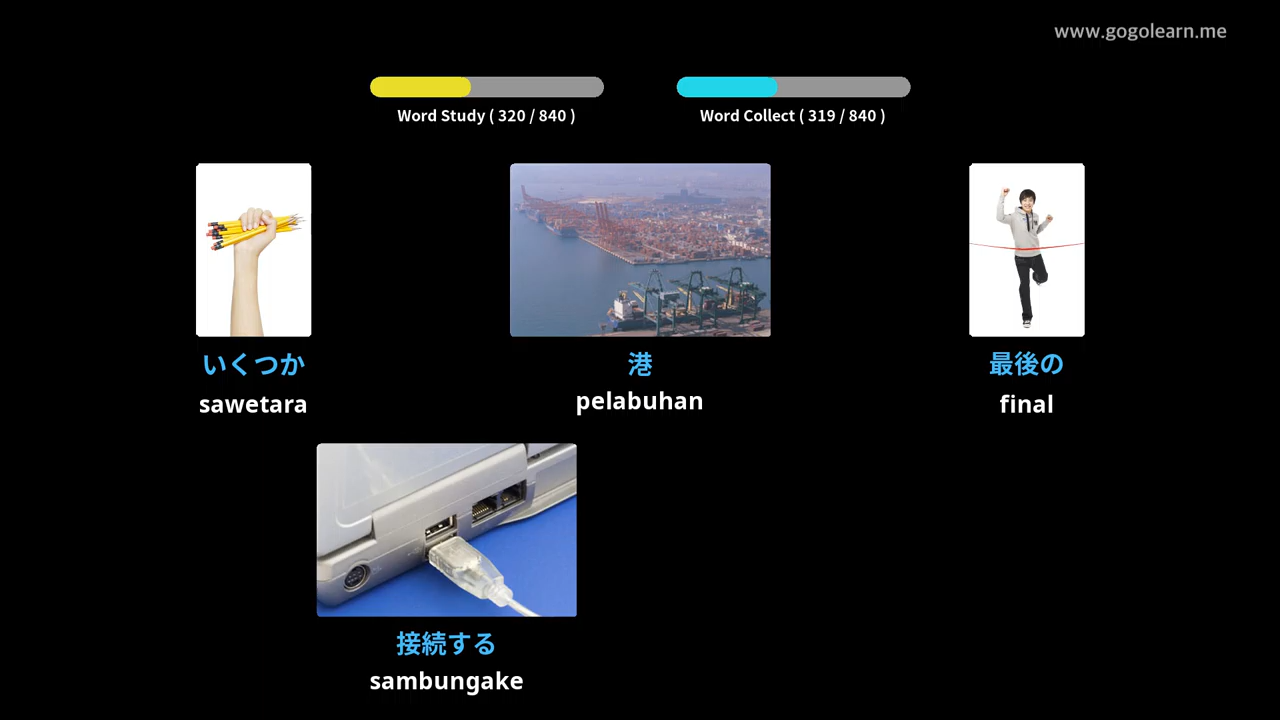 www.gogolearn.me
Word Study ( 320 / 840 )
Word Collect ( 319 / 840 )
いくつか
sawetara
港
pelabuhan
最後の
final
接続する
sambungake